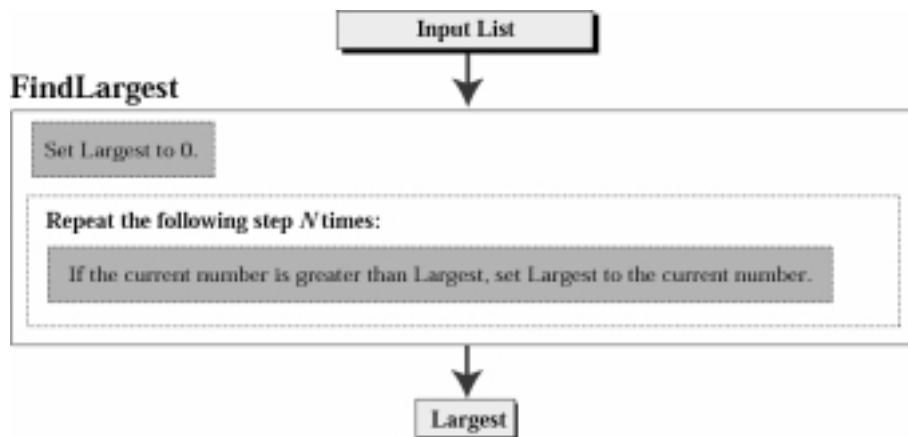 Input List
FindLargest
Set Largest to 0.
Repeat the following step N times:
If the current number is greater than Largest, set Largest to the current number.
Largest